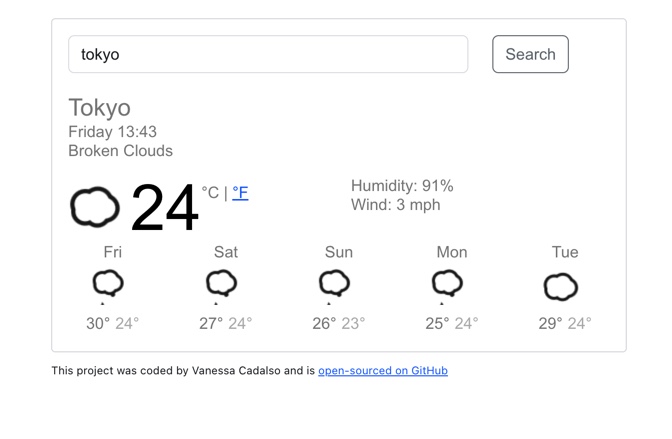 tokyo
Search
Tokyo
Friday 13:43
Broken Clouds
24 °C | °F
Humidity: 91%
Wind: 3 mph
Fri Sat Sun Mon Tue
30° 24° 27° 24° 26° 23° 25° 24° 29° 24°
This project was coded by Vanessa Cadalso and is open-sourced on GitHub